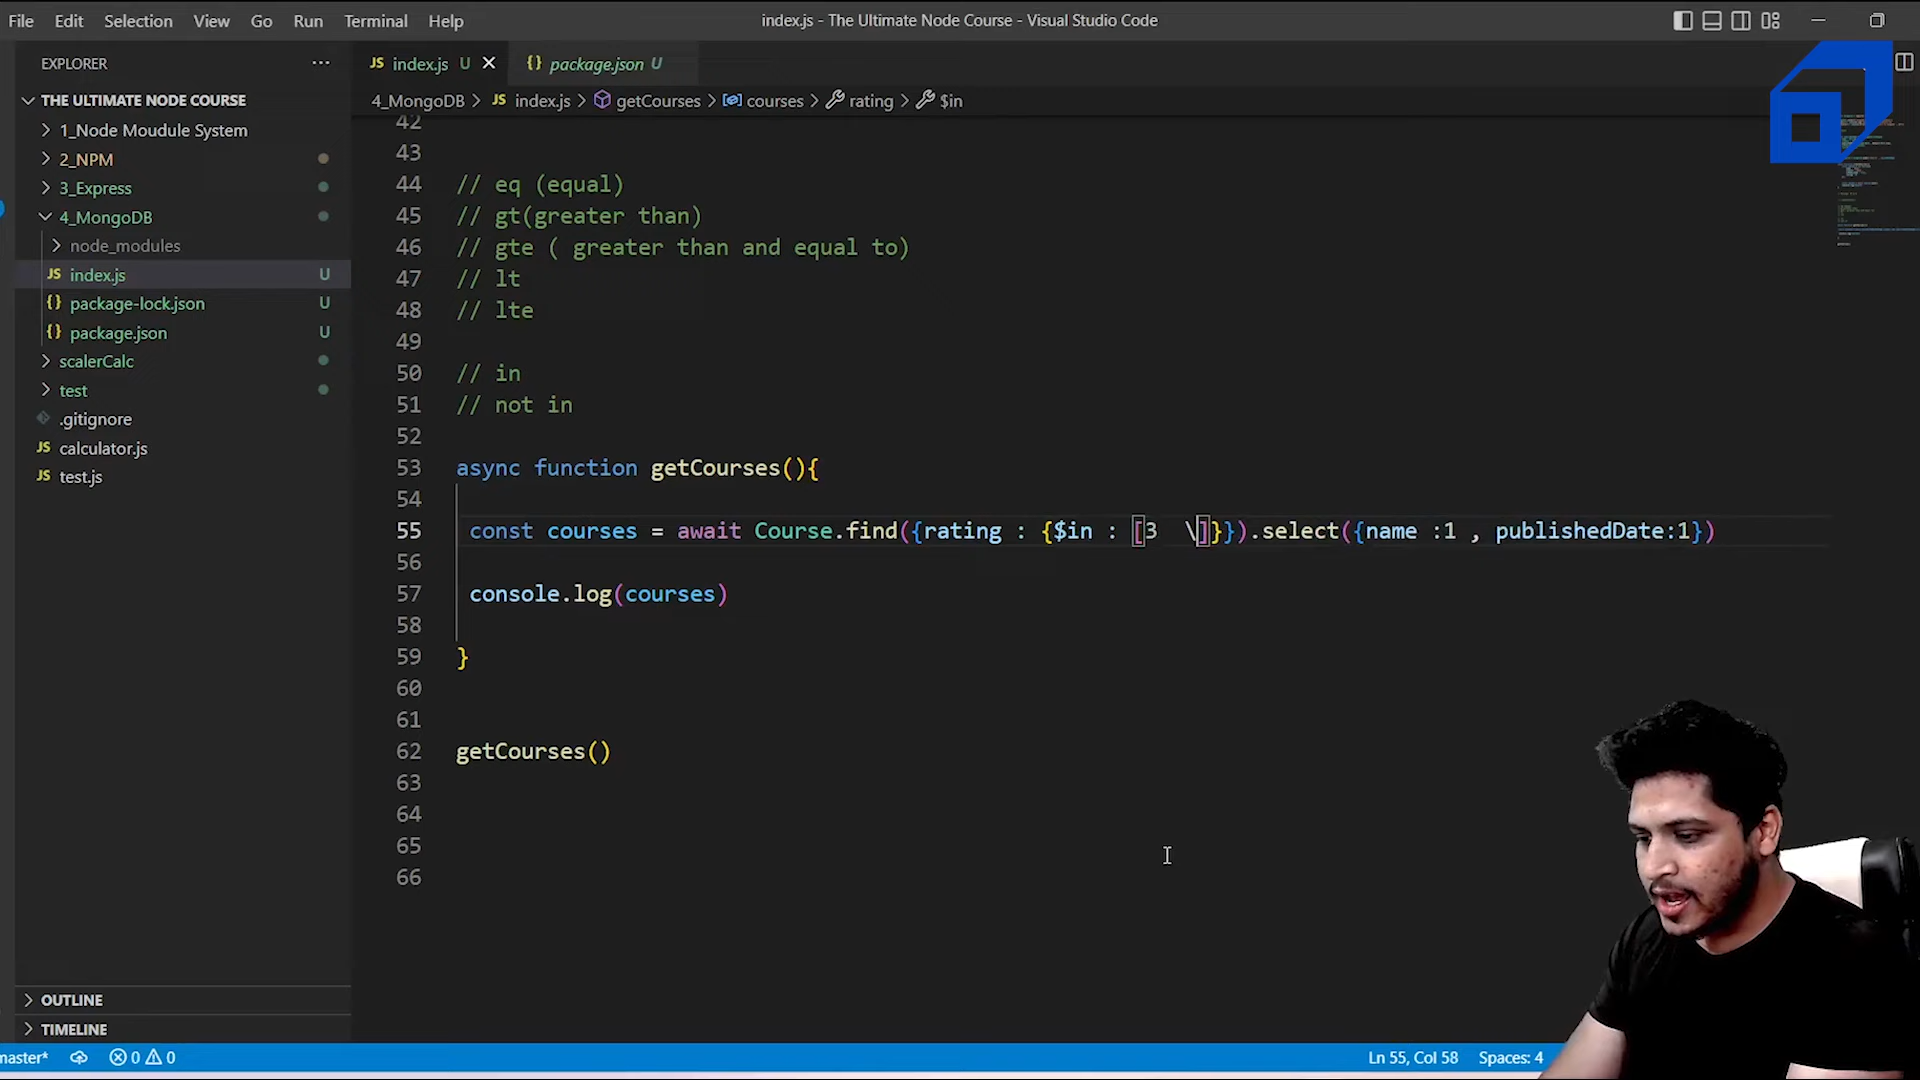 File Edit Selection View Go Run Terminal Help
index.js - The Ultimate Node Course - Visual Studio Code
EXPLORER ···
THE ULTIMATE NODE COURSE
1_Node Moudule System
2_NPM
3_Express
4_MongoDB
node_modules
JS index.js U
{} package-lock.json U
{} package.json U
scalerCalc
test
.gitignore
JS calculator.js
JS test.js
OUTLINE
TIMELINE
JS index.js U
{} package.json U
4_MongoDB > JS index.js > getCourses > courses > rating > $in
42
43
44 // eq (equal)
45 // gt(greater than)
46 // gte ( greater than and equal to)
47 // lt
48 // lte
49
50 // in
51 // not in
52
53 async function getCourses(){
54
55 const courses = await Course.find({rating : {$in : [3  \]}}).select({name :1 , publishedDate:1})
56
57 console.log(courses)
58
59 }
60
61
62 getCourses()
63
64
65
66
master* 0 0 Ln 55, Col 58 Spaces: 4